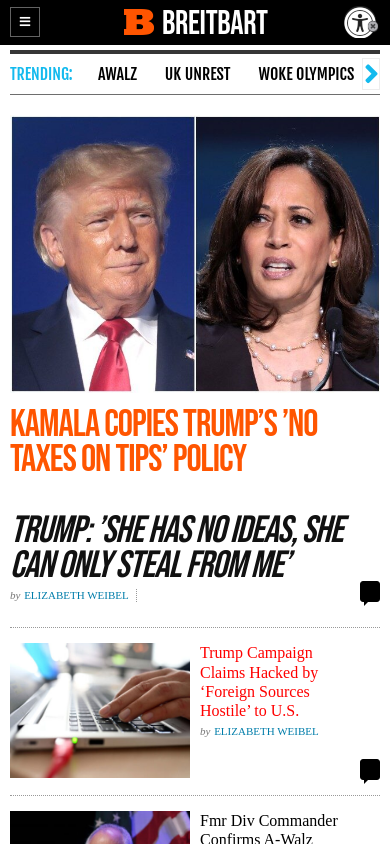 BREITBART
TRENDING: AWALZ UK UNREST WOKE OLYMPICS
KAMALA COPIES TRUMP’S ’NO
TAXES ON TIPS’ POLICY
TRUMP: ’SHE HAS NO IDEAS, SHE
CAN ONLY STEAL FROM ME’
by ELIZABETH WEIBEL
Trump Campaign
Claims Hacked by
‘Foreign Sources
Hostile’ to U.S.
by ELIZABETH WEIBEL
Fmr Div Commander
Confirms A-Walz